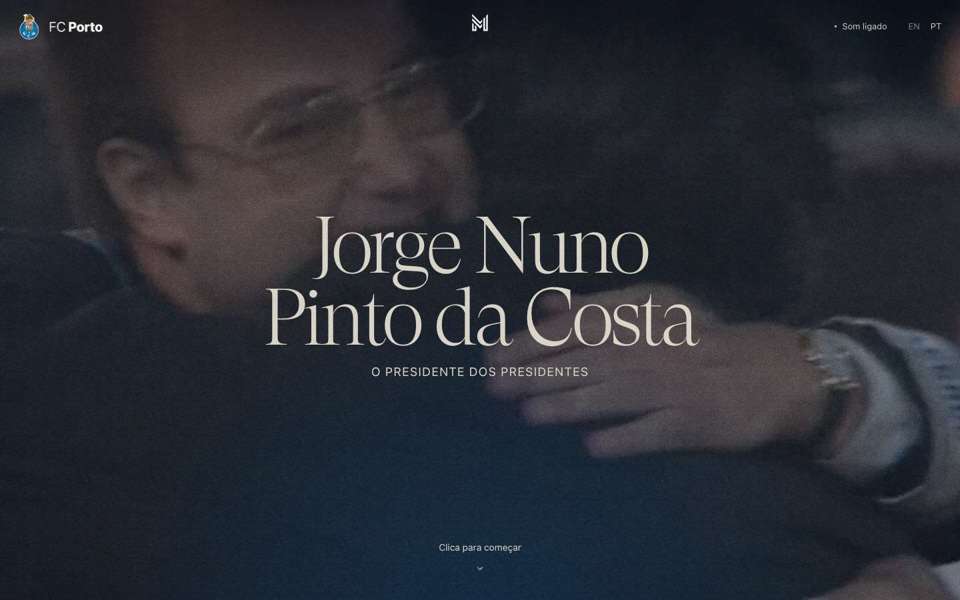 FC Porto
• Som ligado
EN PT
Jorge Nuno
Pinto da Costa
O PRESIDENTE DOS PRESIDENTES
Clica para começar